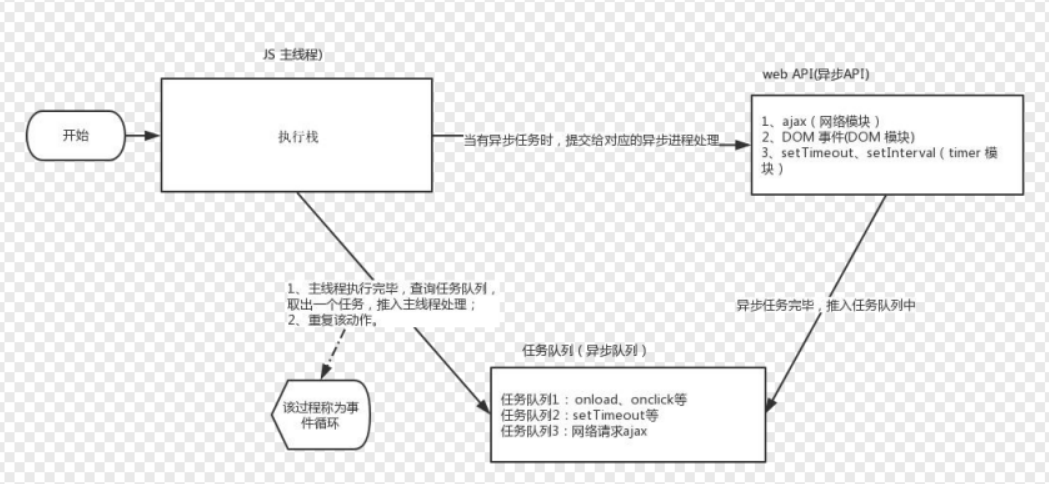 JS 主线程)
web API(异步API)
开始
执行栈
当有异步任务时，提交给对应的异步进程处理
1、ajax（网络模块）
2、DOM 事件(DOM 模块)
3、setTimeout、setInterval（timer 模
块）
1、主线程执行完毕，查询任务队列，
取出一个任务，推入主线程处理；
2、重复该动作。
异步任务完毕，推入任务队列中
任务队列（异步队列）
该过程称为事
件循环
任务队列1：onload、onclick等
任务队列2：setTimeout等
任务队列3：网络请求ajax